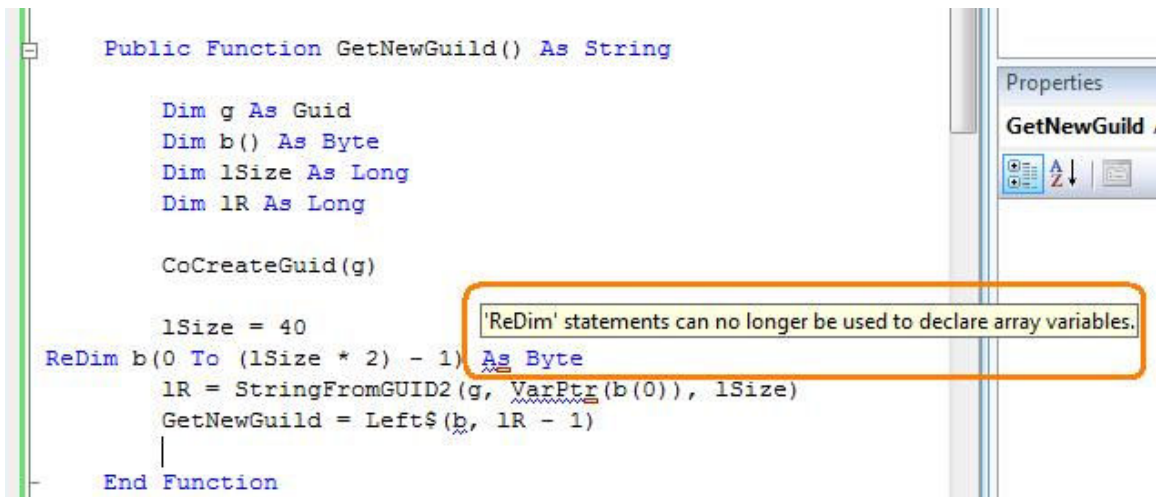 Public Function GetNewGuild() As String
Dim g As Guid
Dim b() As Byte
Dim lSize As Long
Dim lR As Long
CoCreateGuid(g)
lSize = 40
'ReDim' statements can no longer be used to declare array variables.
ReDim b(0 To (lSize * 2) - 1) As Byte
lR = StringFromGUID2(g, VarPtr(b(0)), lSize)
GetNewGuild = Left$(b, lR - 1)
End Function
Properties
GetNewGuild